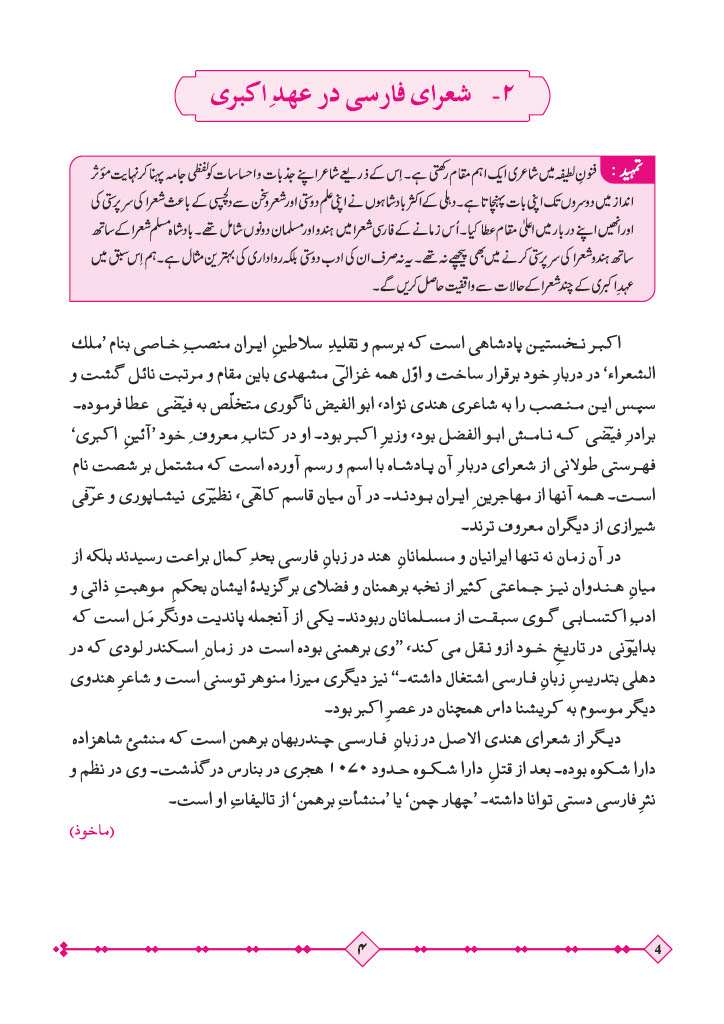 ۲- شعرای فارسی در عہدِ اکبری
تمہید : فنونِ لطیفہ میں شاعری ایک اہم مقام رکھتی ہے۔ اِس کے ذریعے شاعر اپنے جذبات و احساسات کو لفظی جامہ پہنا کر نہایت مؤثر
انداز میں دوسروں تک اپنی بات پہنچاتا ہے۔ دہلی کے اکثر بادشاہوں نے اپنی علم دوستی اور شعر و سخن سے دلچسپی کے باعث شعرا کی سرپرستی کی
اور انھیں اپنے دربار میں اعلیٰ مقام عطا کیا۔ اُس زمانے کے فارسی شعرا میں ہندو اور مسلمان دونوں شامل تھے۔ بادشاہ مسلم شعرا کے ساتھ
ساتھ ہندو شعرا کی سرپرستی کرنے میں بھی پیچھے نہ تھے۔ یہ نہ صرف ان کی ادب دوستی بلکہ رواداری کی بہترین مثال ہے۔ ہم اِس سبق میں
عہدِ اکبری کے چند شعرا کے حالات سے واقفیت حاصل کریں گے۔
اکبر نخستین پادشاهی است که برسم و تقلیدِ سلاطینِ ایران منصبِ خاصی بنام ’ملك
الشعراء‘ در دربارِ خود برقرار ساخت و اوّل همه غزالیؔ مشهدی باین مقام و مرتبت نائل گشت و
سپس این منصب را به شاعری هندی نژاد، ابو الفیض ناگوری متخلّص به فیضؔی عطا فرموده۔
برادرِ فیضؔی که نامش ابو الفضل بود، وزیرِ اکبر بود۔ او در کتابِ معروفِ خود ’آئینِ اکبری‘
فهرستی طولانی از شعرای دربارِ آن پادشاه با اسم و رسم آورده است که مشتمل بر شصت نام
است۔ همه آنها از مهاجرینِ ایران بودند۔ در آن میان قاسم کاهؔی، نظیرؔی نیشاپوری و عرؔفی
شیرازی از دیگران معروف ترند۔
در آن زمان نه تنها ایرانیان و مسلمانانِ هند در زبانِ فارسی بحدِ کمال براعت رسیدند بلکه از
میانِ هندوان نیز جماعتی کثیر از نخبه برهمنان و فضلای برگزیدهٔ ایشان بحکمِ موهبتِ ذاتی و
ادبِ اکتسابی گوی سبقت از مسلمانان ربودند۔ یکی از آنجمله پاندیت دونگر مَل است که
بدایوؔنی در تاریخِ خود ازو نقل می کند، ”وی برهمنی بوده است در زمانِ اسکندر لودی که در
دهلی بتدریسِ زبانِ فارسی اشتغال داشته۔“ نیز دیگری میرزا منوهر توسنی است و شاعرِ هندوی
دیگر موسوم به کریشنا داس همچنان در عصرِ اکبر بود۔
دیگر از شعرای هندی الاصل در زبانِ فارسی چندربهان برهمن است که منشئ شاهزاده
دارا شکوه بوده۔ بعد از قتلِ دارا شکوه حدود ۱۰۷۰ هجری در بنارس درگذشت۔ وی در نظم و
نثرِ فارسی دستی توانا داشته۔ ’چهار چمن‘ یا ’منشأتِ برهمن‘ از تالیفاتِ او است۔
(ماخوذ)
۴
4